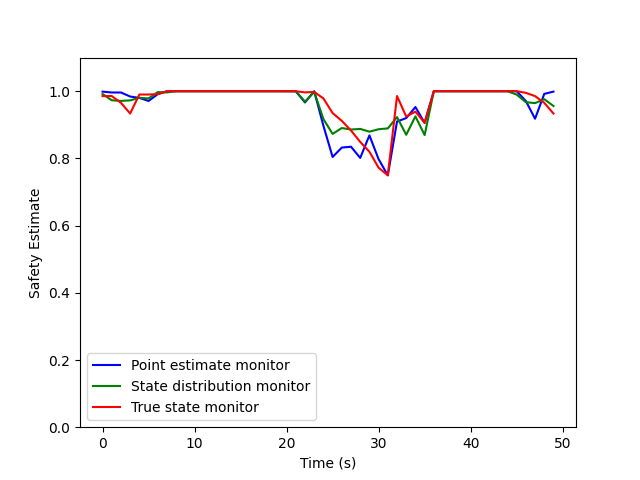 1.0
0.8
0.6
0.4
0.2
0.0
Safety Estimate
Point estimate monitor
State distribution monitor
True state monitor
0 10 20 30 40 50
Time (s)